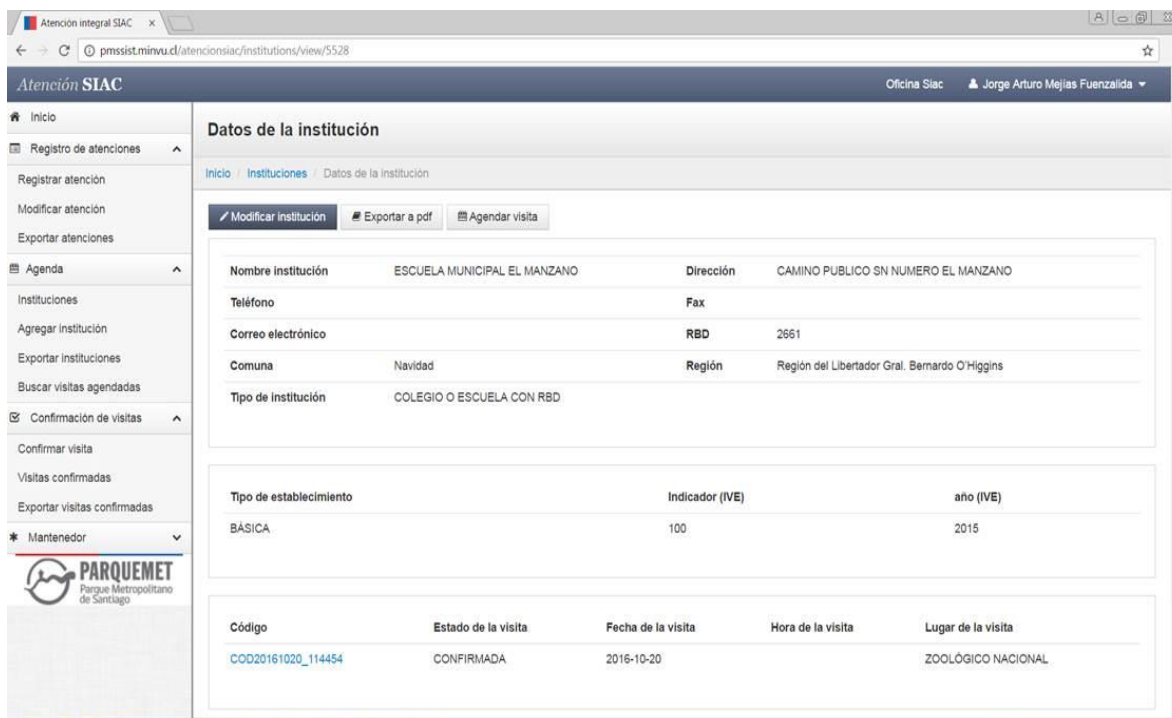 Atención integral SIAC
pmssist.minvu.cl/atencionsiac/institutions/view/5528
Atención SIAC
Oficina Siac
Jorge Arturo Mejías Fuenzalida
Inicio
Registro de atenciones
Registrar atención
Modificar atención
Exportar atenciones
Agenda
Instituciones
Agregar institución
Exportar instituciones
Buscar visitas agendadas
Confirmación de visitas
Confirmar visita
Visitas confirmadas
Exportar visitas confirmadas
Mantenedor
PARQUEMET
Parque Metropolitano
de Santiago
Datos de la institución
Inicio / Instituciones / Datos de la institución
Modificar institución Exportar a pdf Agendar visita
Nombre institución ESCUELA MUNICIPAL EL MANZANO Dirección CAMINO PUBLICO SN NUMERO EL MANZANO
Teléfono Fax
Correo electrónico RBD 2661
Comuna Navidad Región Región del Libertador Gral. Bernardo O'Higgins
Tipo de institución COLEGIO O ESCUELA CON RBD
Tipo de establecimiento Indicador (IVE) año (IVE)
BÁSICA 100 2015
Código Estado de la visita Fecha de la visita Hora de la visita Lugar de la visita
COD20161020_114454 CONFIRMADA 2016-10-20 ZOOLÓGICO NACIONAL